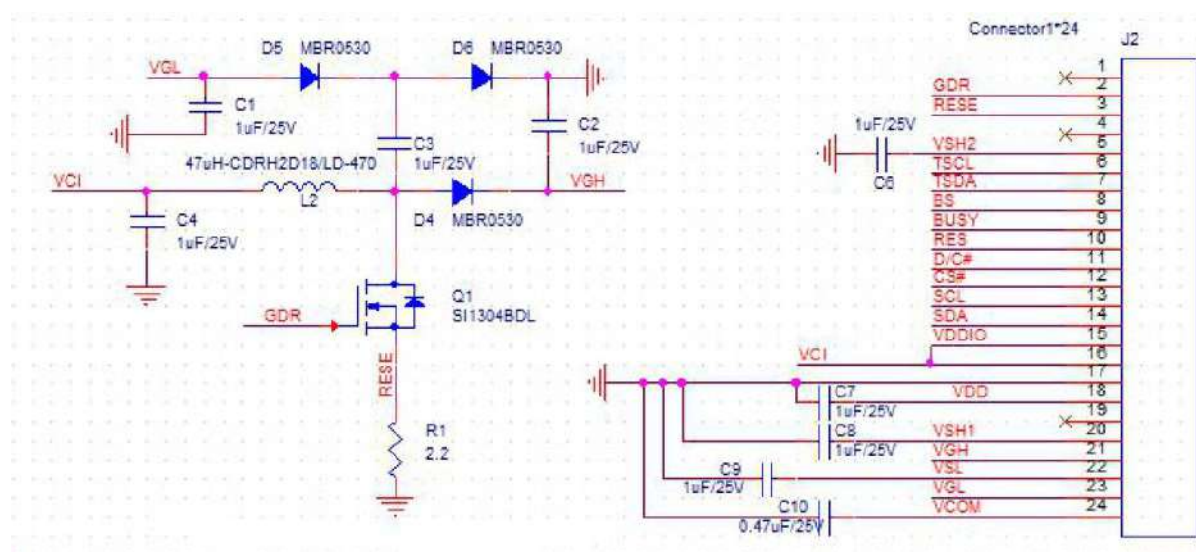 Connector1*24
J2
D5 MBR0530
D6 MBR0530
VGL
C1
1uF/25V
C3
1uF/25V
C2
1uF/25V
47uH-CDRH2D18/LD-470
VCI
L2
VGH
C4
1uF/25V
D4 MBR0530
Q1
SI1304BDL
GDR
RESE
R1
2.2
1
GDR 2
RESE 3
4
1uF/25V
C6
VSH2 5
TSCL 6
TSDA 7
BS 8
BUSY 9
RES 10
D/C# 11
CS# 12
SCL 13
SDA 14
VDDIO 15
VCI 16
17
C7
1uF/25V
VDD 18
19
C8
1uF/25V
VSH1 20
VGH 21
C9
1uF/25V
VSL 22
VGL 23
C10
0.47uF/25V
VCOM 24